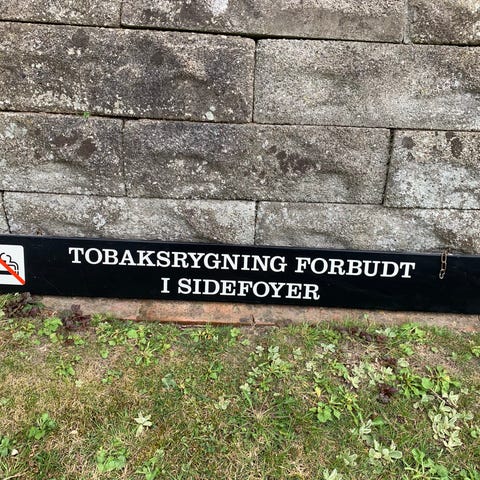 TOBAKSRYGNING FORBUDT
I SIDEFOYER